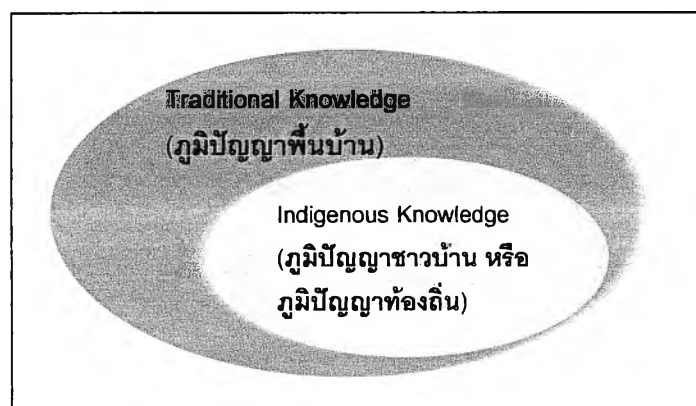 Traditional Knowledge
(ภูมิปัญญาพื้นบ้าน)
Indigenous Knowledge
(ภูมิปัญญาชาวบ้าน หรือ
ภูมิปัญญาท้องถิ่น)